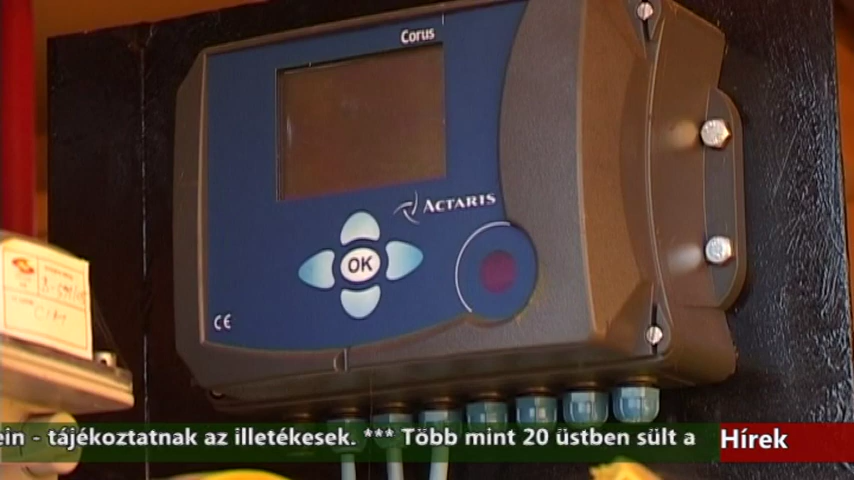 Corus
ACTARIS
OK
CE
ein - tájékoztatnak az illetékesek. *** Több mint 20 üstben sült a
Hírek